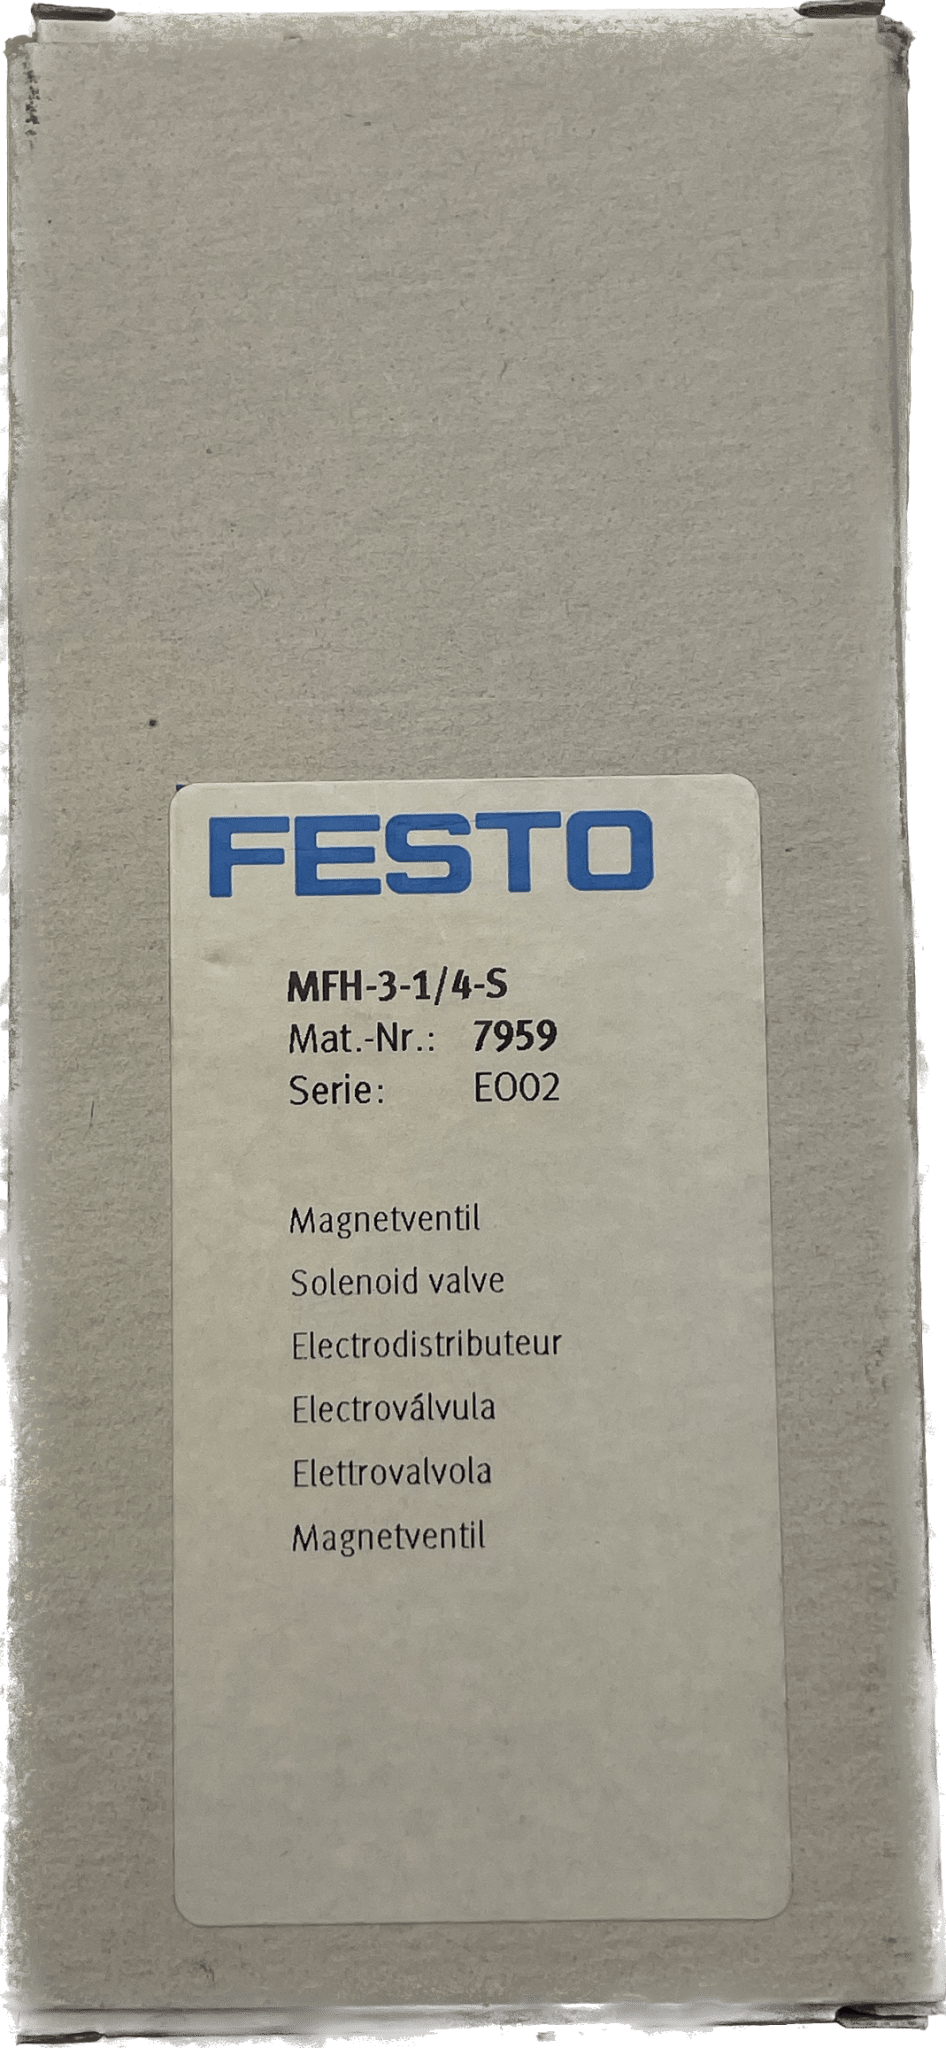 FESTO
MFH-3-1/4-S
Mat.-Nr.: 7959
Serie: E002
Magnetventil
Solenoid valve
Electrodistributeur
Electroválvula
Elettrovalvola
Magnetventil